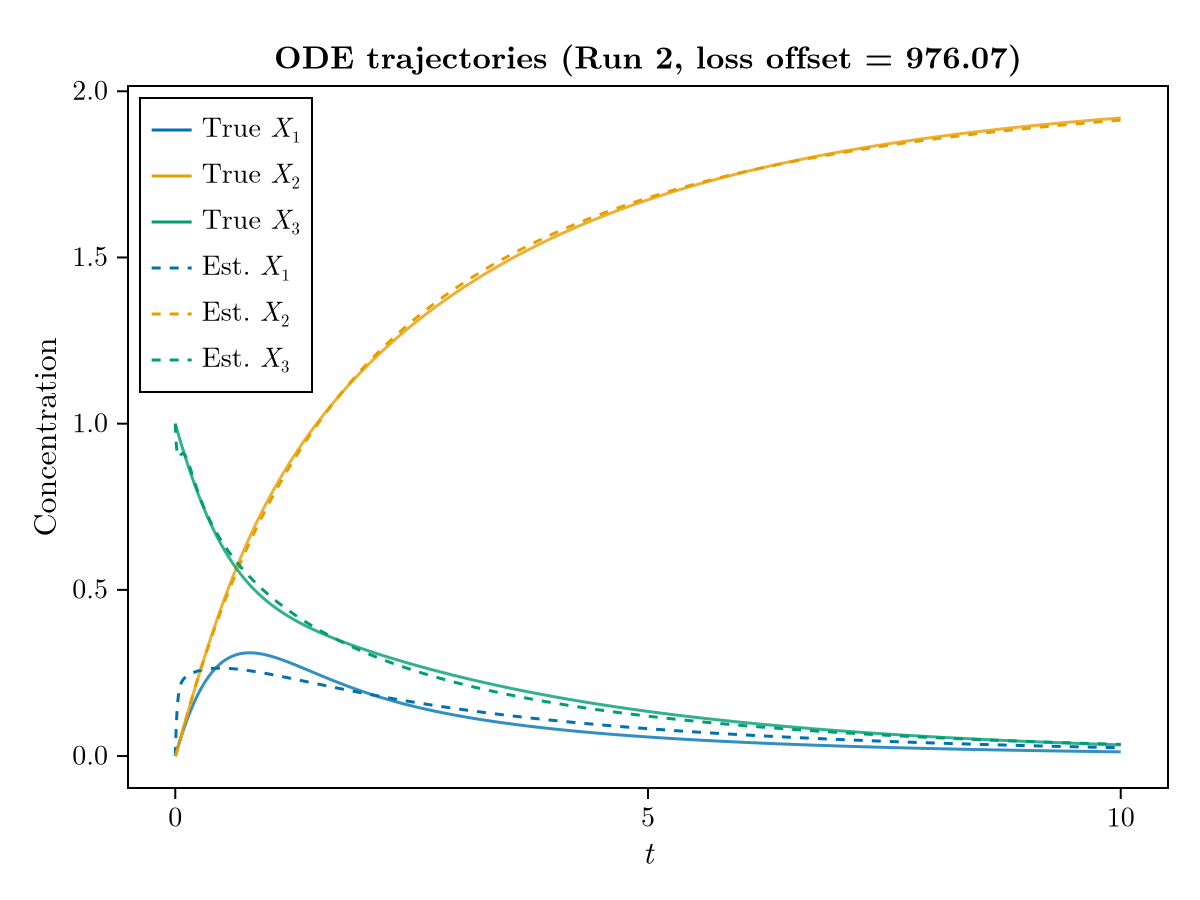 ODE trajectories (Run 2, loss offset = 976.07)
2.0
1.5
1.0
0.5
0.0
Concentration
True X₁
True X₂
True X₃
Est. X₁
Est. X₂
Est. X₃
0
5
10
t